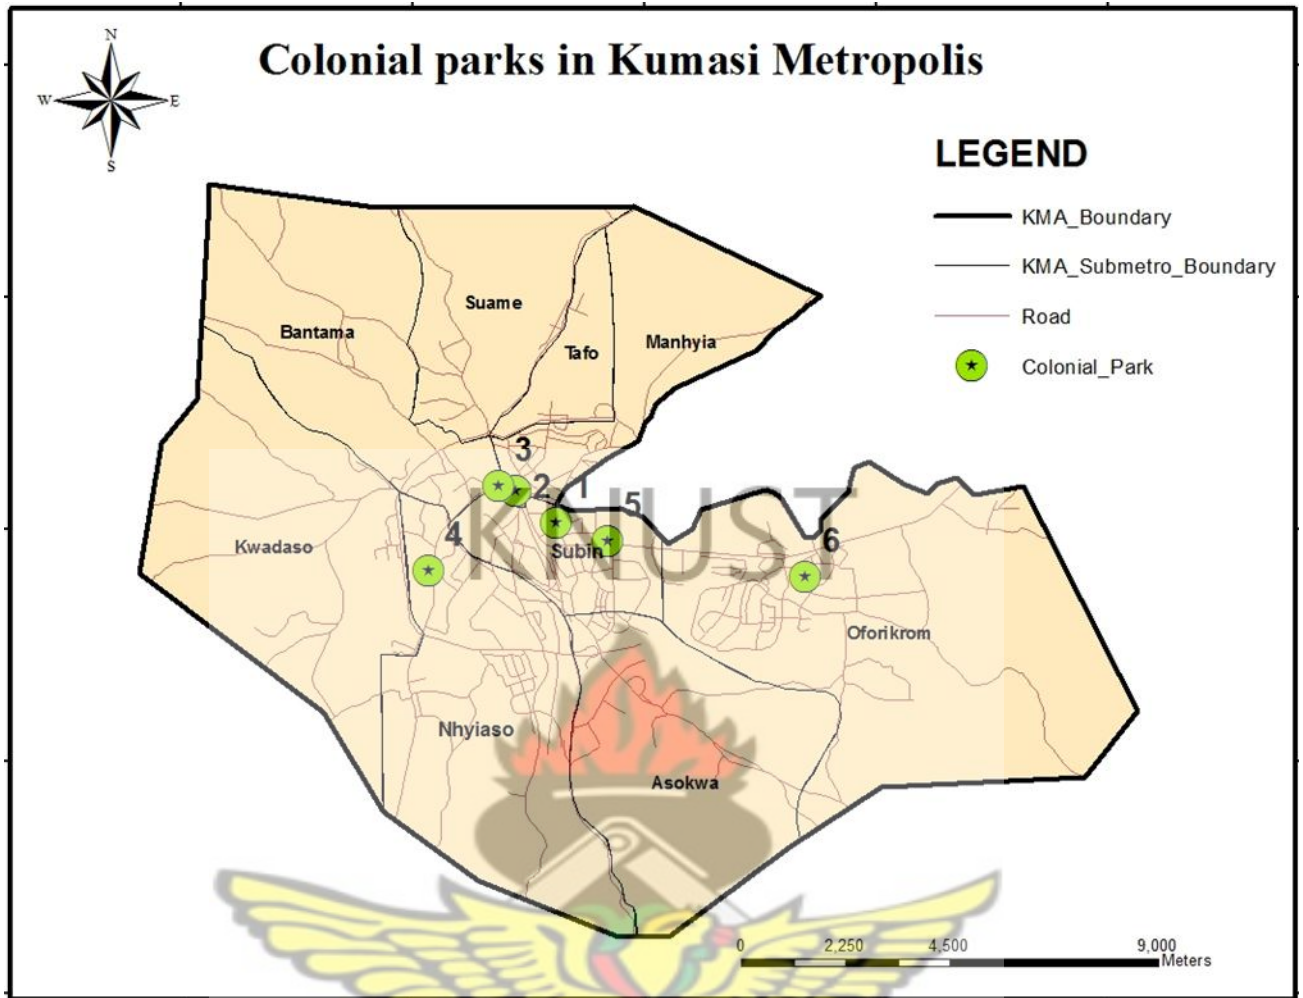 Colonial parks in Kumasi Metropolis
N
W
E
S
LEGEND
KMA_Boundary
KMA_Submetro_Boundary
Road
Colonial_Park
Suame
Bantama
Tafo
Manhyia
3
2
1
5
4
6
KNUST
Kwadaso
Subin
Oforikrom
Nhyiaso
Asokwa
0 2,250 4,500 9,000
Meters